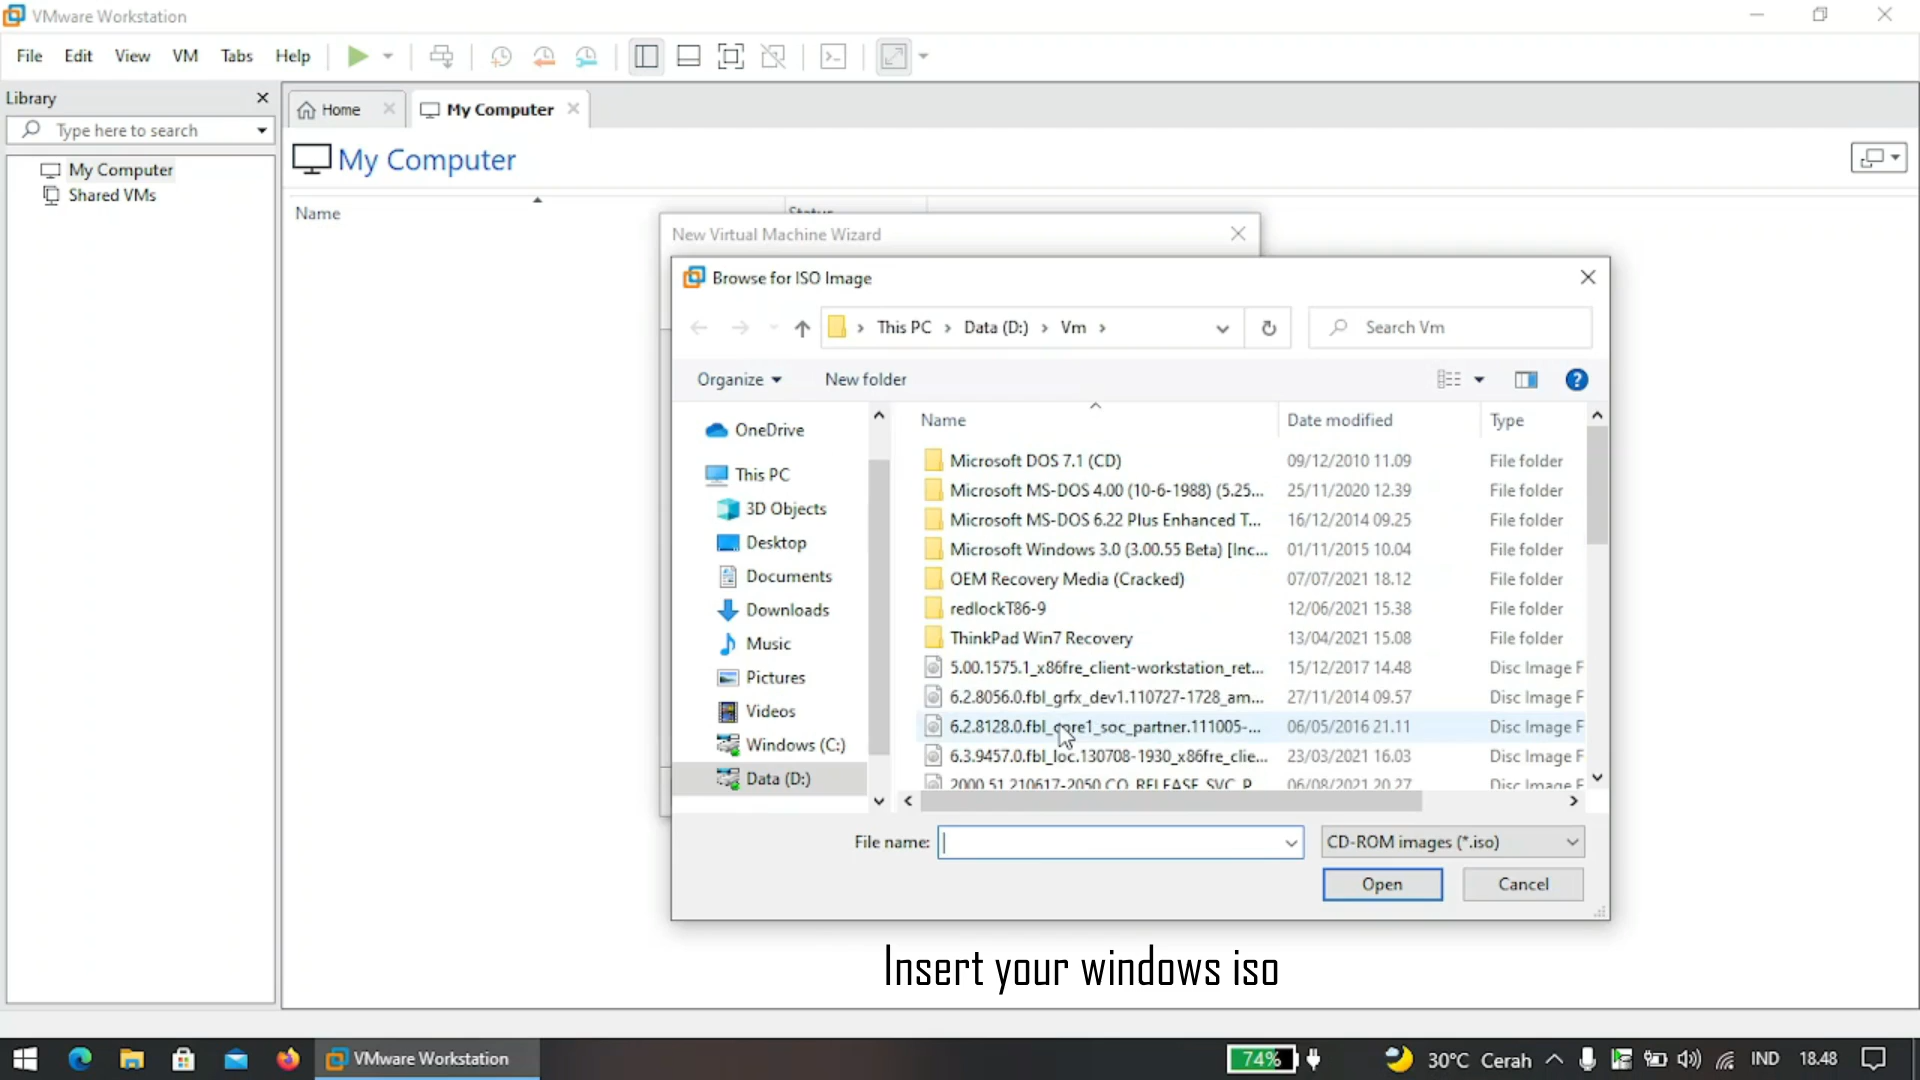 VMware Workstation
File Edit View VM Tabs Help
Library
Type here to search
My Computer
Shared VMs
Home
My Computer
My Computer
Name
New Virtual Machine Wizard
Browse for ISO Image
This PC Data (D:) Vm
Search Vm
Organize New folder
OneDrive
This PC
3D Objects
Desktop
Documents
Downloads
Music
Pictures
Videos
Windows (C:)
Data (D:)
Name Date modified Type
Microsoft DOS 7.1 (CD) 09/12/2010 11.09 File folder
Microsoft MS-DOS 4.00 (10-6-1988) (5.25... 25/11/2020 12.39 File folder
Microsoft MS-DOS 6.22 Plus Enhanced T... 16/12/2014 09.25 File folder
Microsoft Windows 3.0 (3.00.55 Beta) [Inc... 01/11/2015 10.04 File folder
OEM Recovery Media (Cracked) 07/07/2021 18.12 File folder
redlockT86-9 12/06/2021 15.38 File folder
ThinkPad Win7 Recovery 13/04/2021 15.08 File folder
5.00.1575.1_x86fre_client-workstation_ret... 15/12/2017 14.48 Disc Image F
6.2.8056.0.fbl_grfx_dev1.110727-1728_am... 27/11/2014 09.57 Disc Image F
6.2.8128.0.fbl_core1_soc_partner.111005-... 06/05/2016 21.11 Disc Image F
6.3.9457.0.fbl_loc.130708-1930_x86fre_clie... 23/03/2021 16.03 Disc Image F
File name:
CD-ROM images (*.iso)
Open Cancel
Insert your windows iso
VMware Workstation
74%
30°C Cerah
IND
18.48